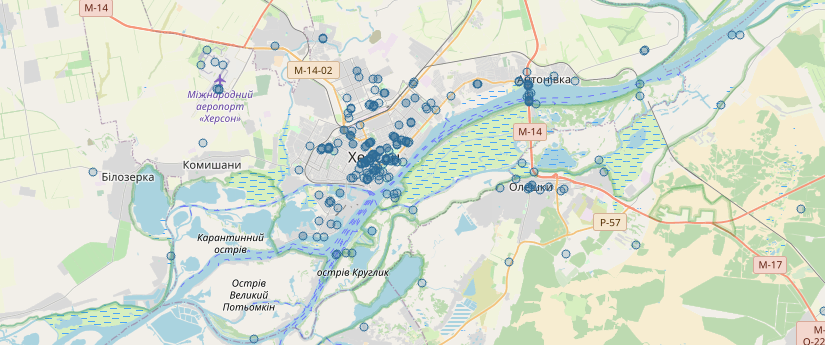 М-14
М-14-02
Антонівка
Міжнародний
аеропорт
«Херсон»
М-14
Комишани
Білозерка
Олешки
Р-57
Карантинний
острів
М-17
острів Круглик
Острів
Великий
Потьомкін
О-22